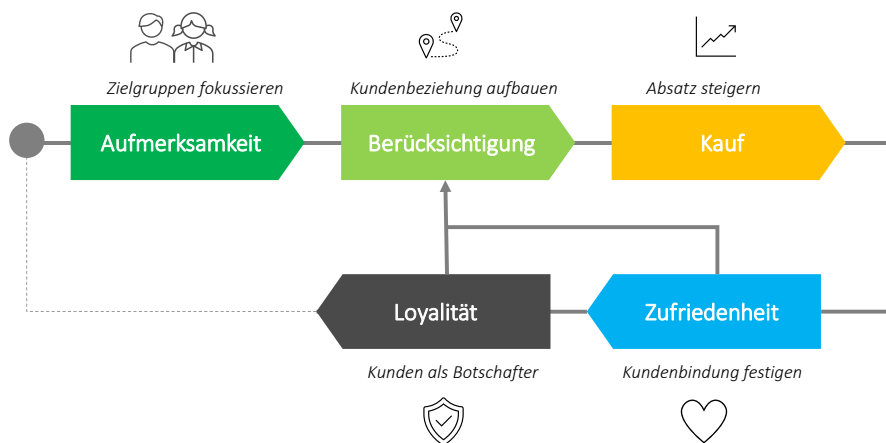 Zielgruppen fokussieren
Kundenbeziehung aufbauen
Absatz steigern
Aufmerksamkeit
Berücksichtigung
Kauf
Loyalität
Zufriedenheit
Kunden als Botschafter
Kundenbindung festigen